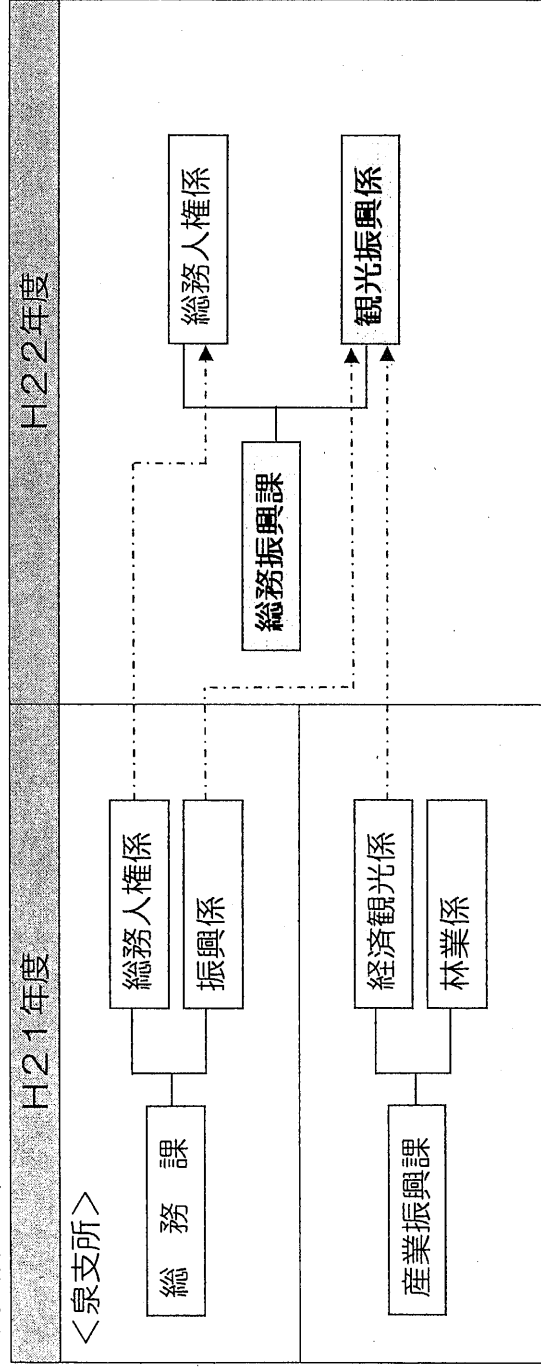 H21年度
H22年度
＜泉支所＞
総務課
総務人権係
振興係
産業振興課
経済観光係
林業係
総務振興課
総務人権係
観光振興係